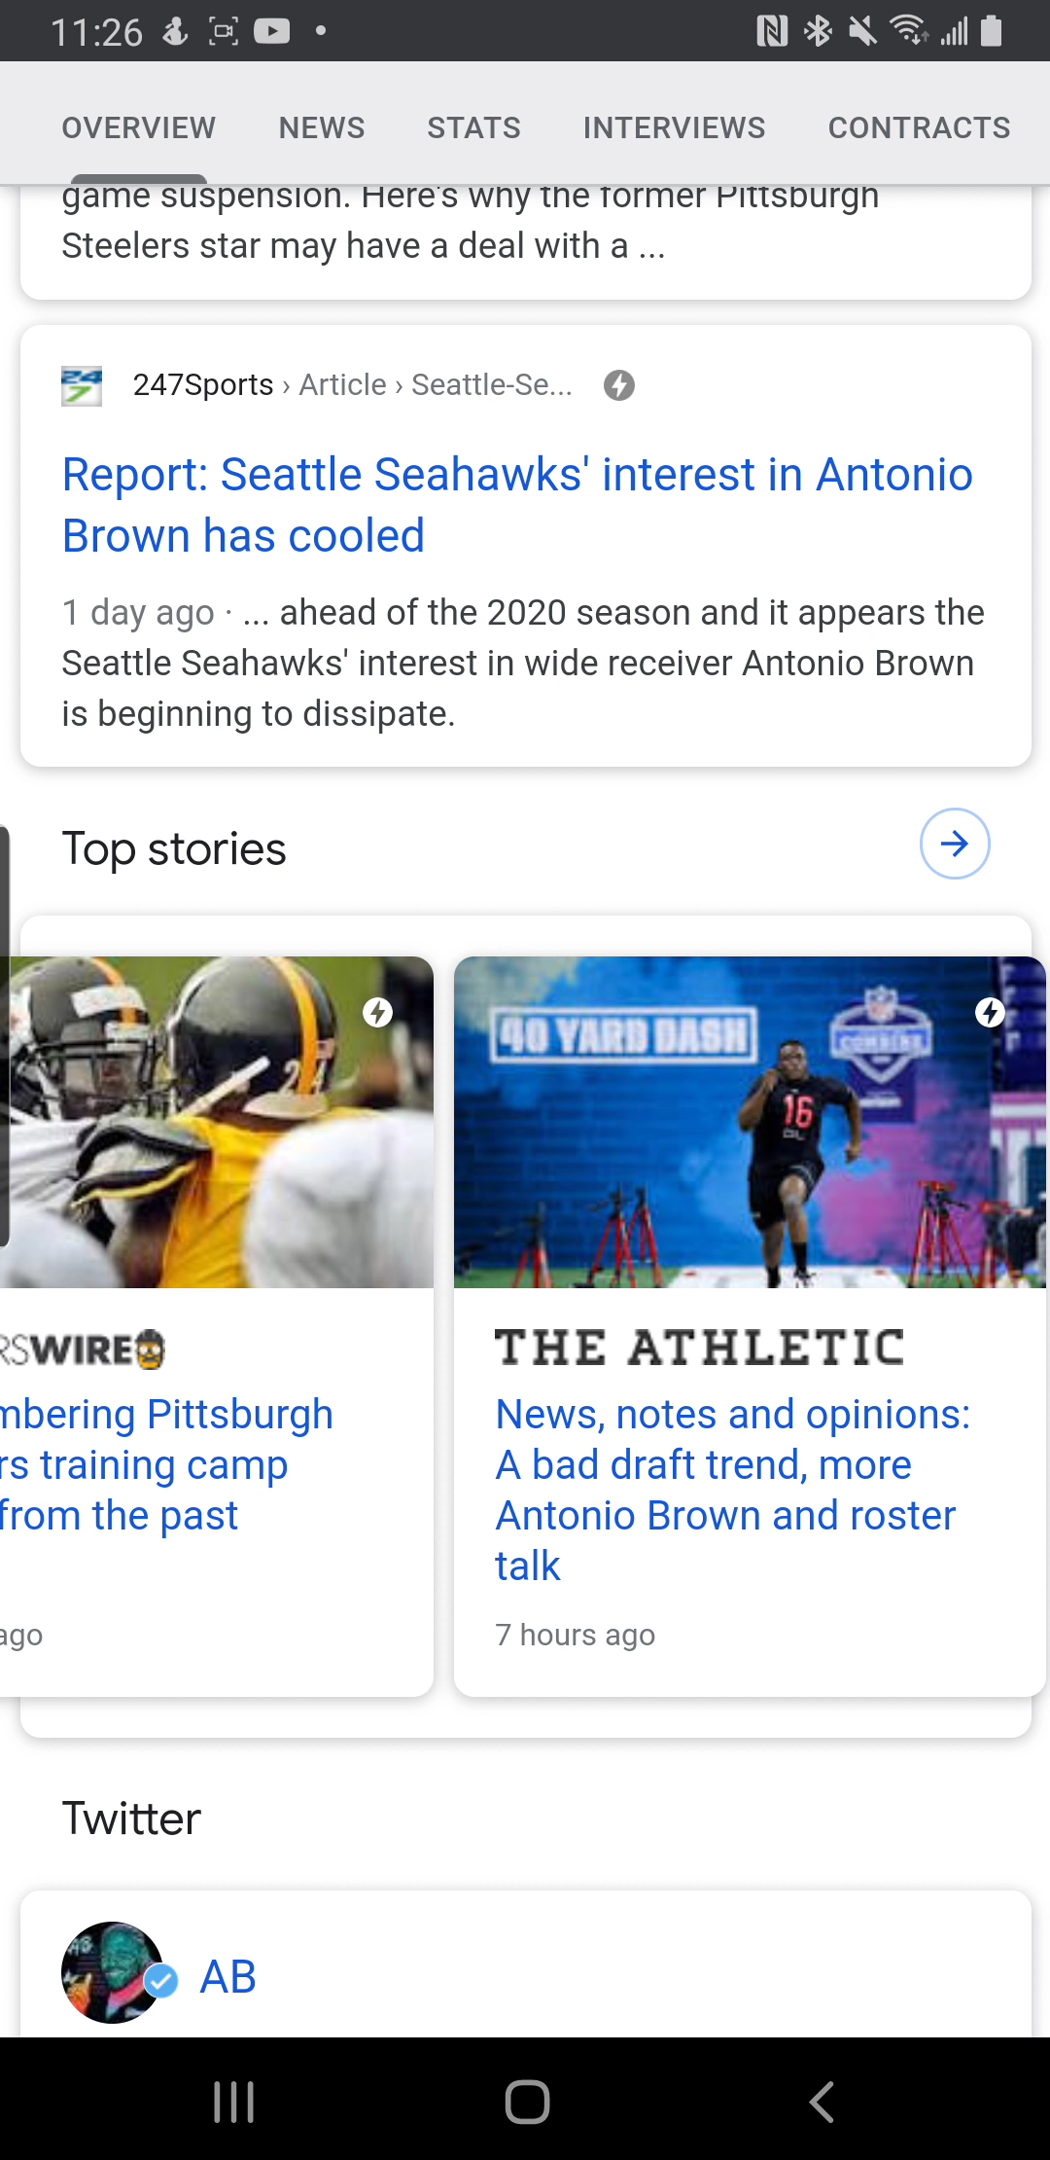 11:26
OVERVIEW NEWS STATS INTERVIEWS CONTRACTS
game suspension. Here's why the former Pittsburgh
Steelers star may have a deal with a ...
247Sports › Article › Seattle-Se...
Report: Seattle Seahawks' interest in Antonio
Brown has cooled
1 day ago · ... ahead of the 2020 season and it appears the
Seattle Seahawks' interest in wide receiver Antonio Brown
is beginning to dissipate.
Top stories
RSWIRE
mbering Pittsburgh
rs training camp
from the past
ago
40 YARD DASH
COMBINE
16
THE ATHLETIC
News, notes and opinions:
A bad draft trend, more
Antonio Brown and roster
talk
7 hours ago
Twitter
AB